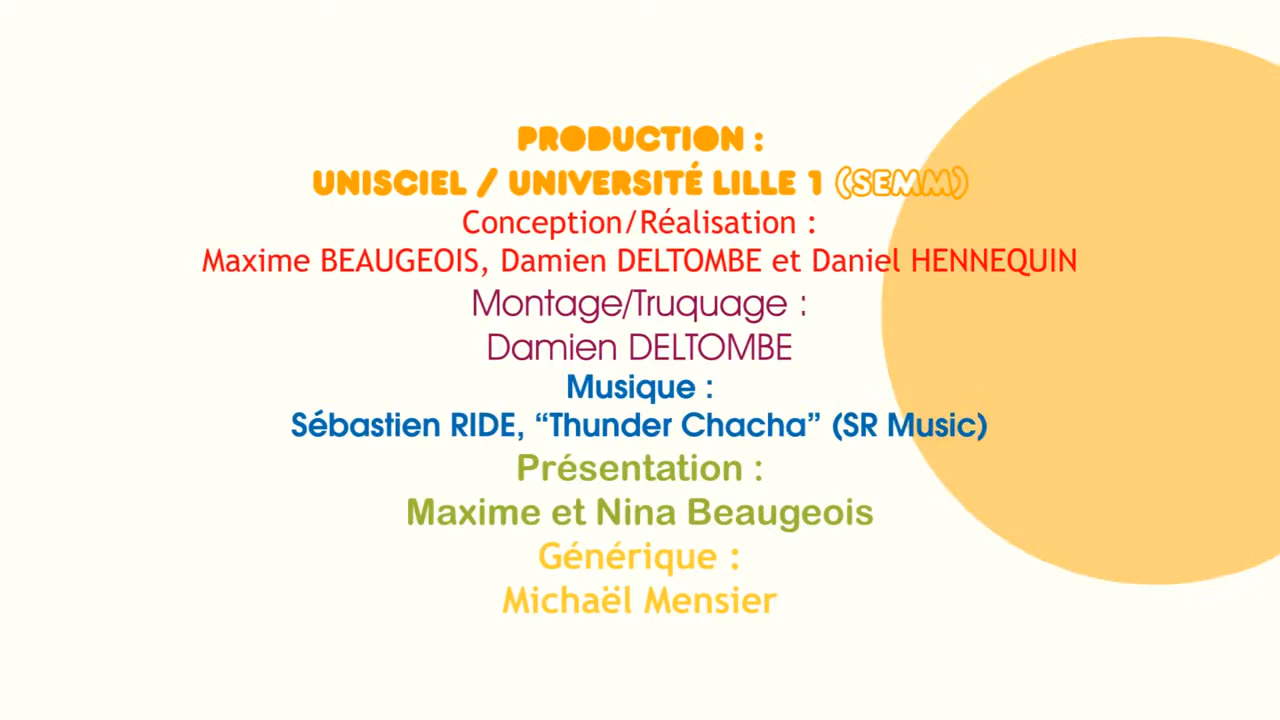 PRODUCTION :
UNISCIEL / UNIVERSITÉ LILLE 1 (SEMM)
Conception/Réalisation :
Maxime BEAUGEOIS, Damien DELTOMBE et Daniel HENNEQUIN
Montage/Truquage :
Damien DELTOMBE
Musique :
Sébastien RIDE, “Thunder Chacha” (SR Music)
Présentation :
Maxime et Nina Beaugeois
Générique :
Michaël Mensier